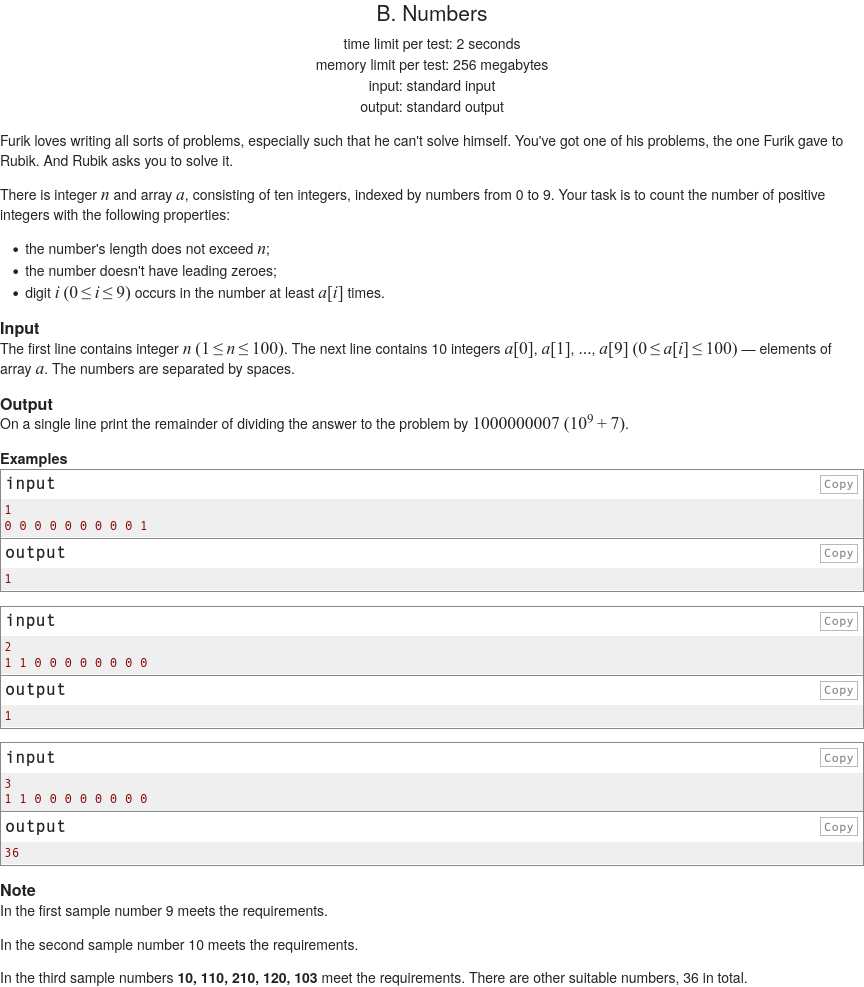 B. Numbers
time limit per test: 2 seconds
memory limit per test: 256 megabytes
input: standard input
output: standard output
Furik loves writing all sorts of problems, especially such that he can't solve himself. You've got one of his problems, the one Furik gave to
Rubik. And Rubik asks you to solve it.
There is integer n and array a, consisting of ten integers, indexed by numbers from 0 to 9. Your task is to count the number of positive
integers with the following properties:
• the number's length does not exceed n;
• the number doesn't have leading zeroes;
• digit i (0 ≤ i ≤ 9) occurs in the number at least a[i] times.
Input
The first line contains integer n (1 ≤ n ≤ 100). The next line contains 10 integers a[0], a[1], ..., a[9] (0 ≤ a[i] ≤ 100) — elements of
array a. The numbers are separated by spaces.
Output
On a single line print the remainder of dividing the answer to the problem by 1000000007 (10⁹ + 7).
Examples
input
Copy
1
0 0 0 0 0 0 0 0 0 1
output
Copy
1
input
Copy
2
1 1 0 0 0 0 0 0 0 0
output
Copy
1
input
Copy
3
1 1 0 0 0 0 0 0 0 0
output
Copy
36
Note
In the first sample number 9 meets the requirements.
In the second sample number 10 meets the requirements.
In the third sample numbers 10, 110, 210, 120, 103 meet the requirements. There are other suitable numbers, 36 in total.